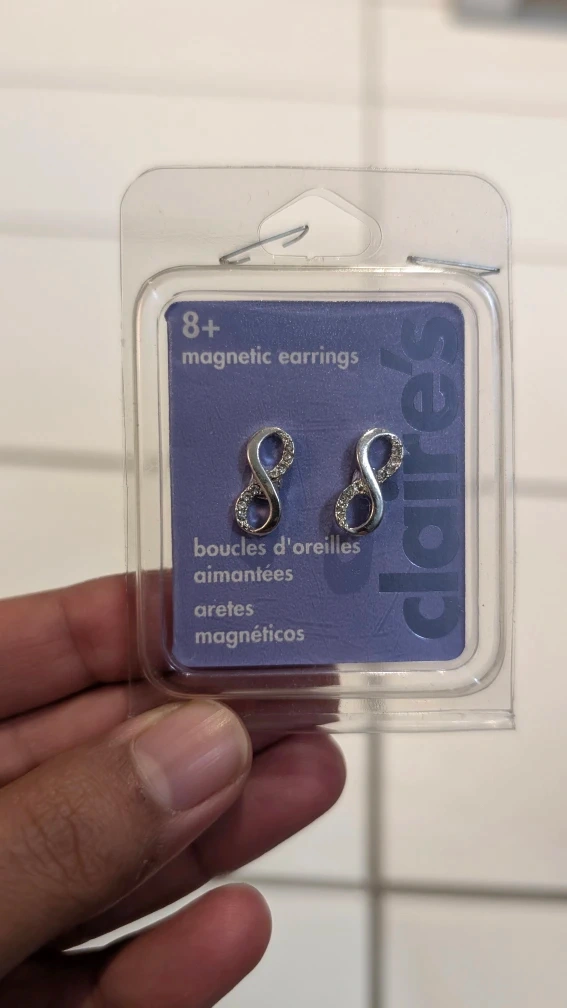 8+
magnetic earrings
claire's
boucles d'oreilles
aimantées
aretes
magnéticos